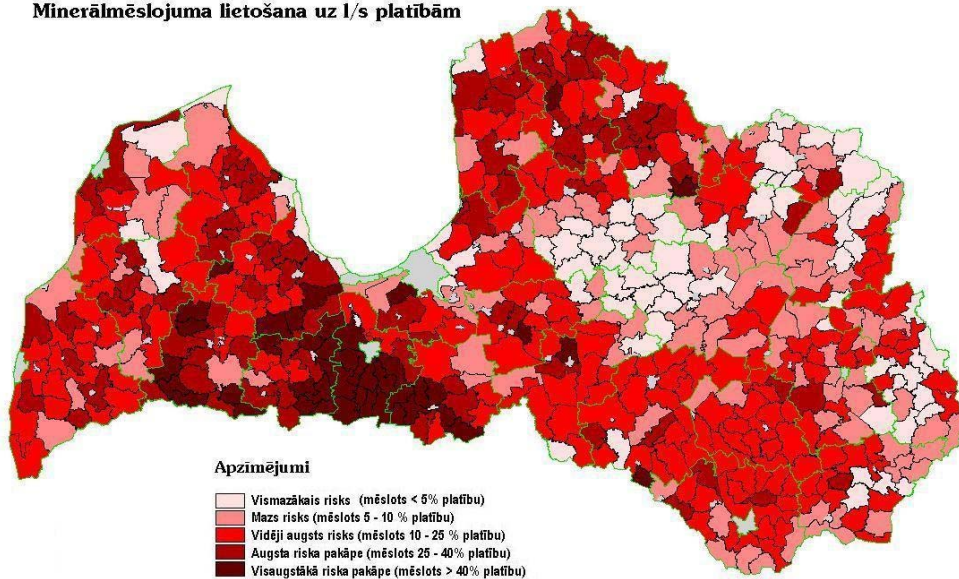 Minerālmēslojuma lietošana uz l/s platībām
Apzīmējumi
Vismazākais risks (mēslots < 5% platību)
Mazs risks (mēslots 5 - 10 % platību)
Vidēji augsts risks (mēslots 10 - 25 % platību)
Augsta riska pakāpe (mēslots 25 - 40% platību)
Visaugstākā riska pakāpe (mēslots > 40% platību)